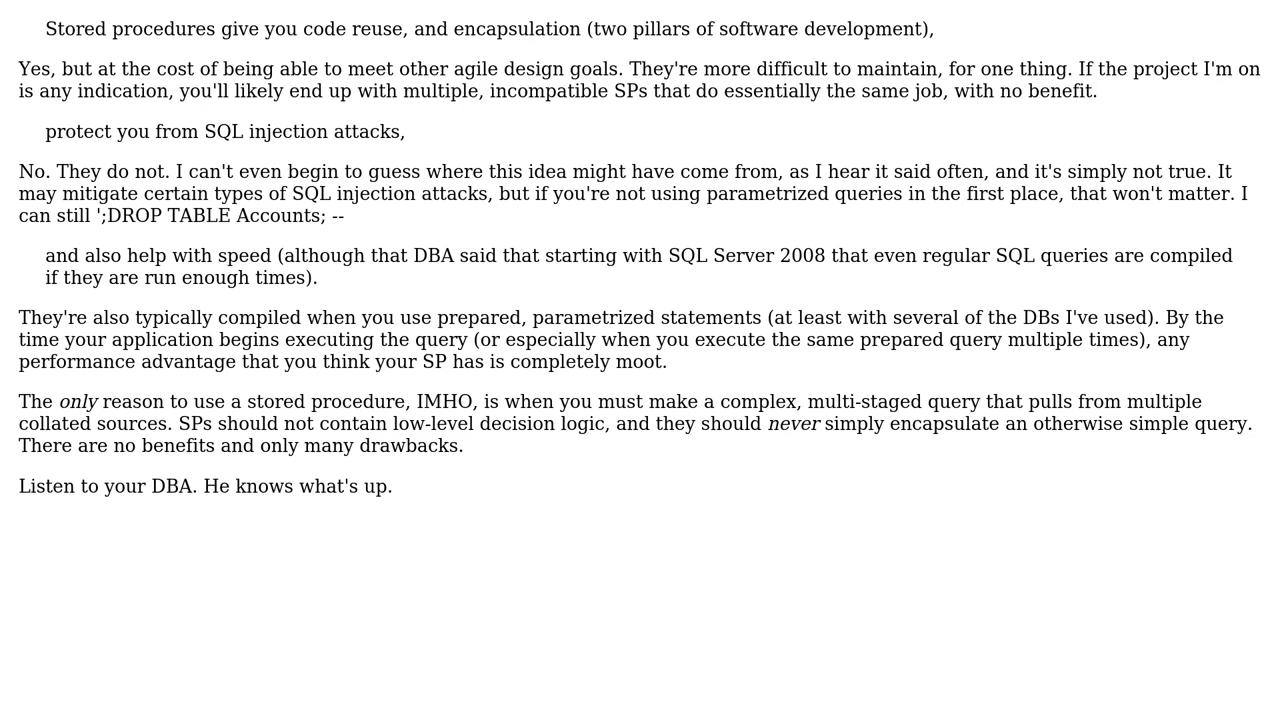 Stored procedures give you code reuse, and encapsulation (two pillars of software development),
Yes, but at the cost of being able to meet other agile design goals. They're more difficult to maintain, for one thing. If the project I'm on
is any indication, you'll likely end up with multiple, incompatible SPs that do essentially the same job, with no benefit.
protect you from SQL injection attacks,
No. They do not. I can't even begin to guess where this idea might have come from, as I hear it said often, and it's simply not true. It
may mitigate certain types of SQL injection attacks, but if you're not using parametrized queries in the first place, that won't matter. I
can still ';DROP TABLE Accounts; --
and also help with speed (although that DBA said that starting with SQL Server 2008 that even regular SQL queries are compiled
if they are run enough times).
They're also typically compiled when you use prepared, parametrized statements (at least with several of the DBs I've used). By the
time your application begins executing the query (or especially when you execute the same prepared query multiple times), any
performance advantage that you think your SP has is completely moot.
The only reason to use a stored procedure, IMHO, is when you must make a complex, multi-staged query that pulls from multiple
collated sources. SPs should not contain low-level decision logic, and they should never simply encapsulate an otherwise simple query.
There are no benefits and only many drawbacks.
Listen to your DBA. He knows what's up.